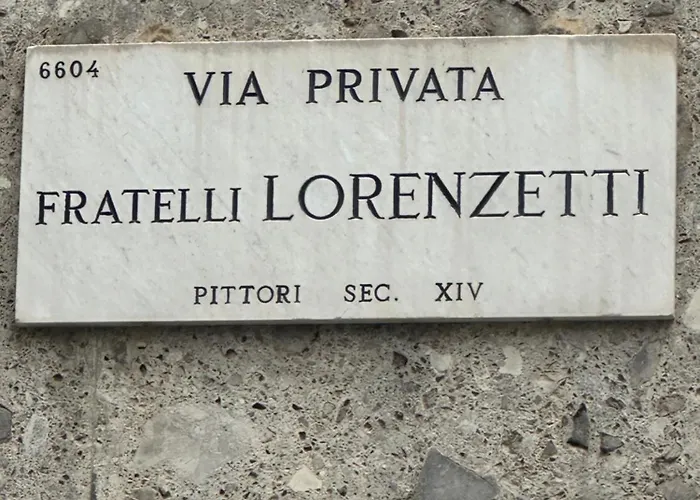 6604
VIA PRIVATA
FRATELLI LORENZETTI
PITTORI SEC. XIV